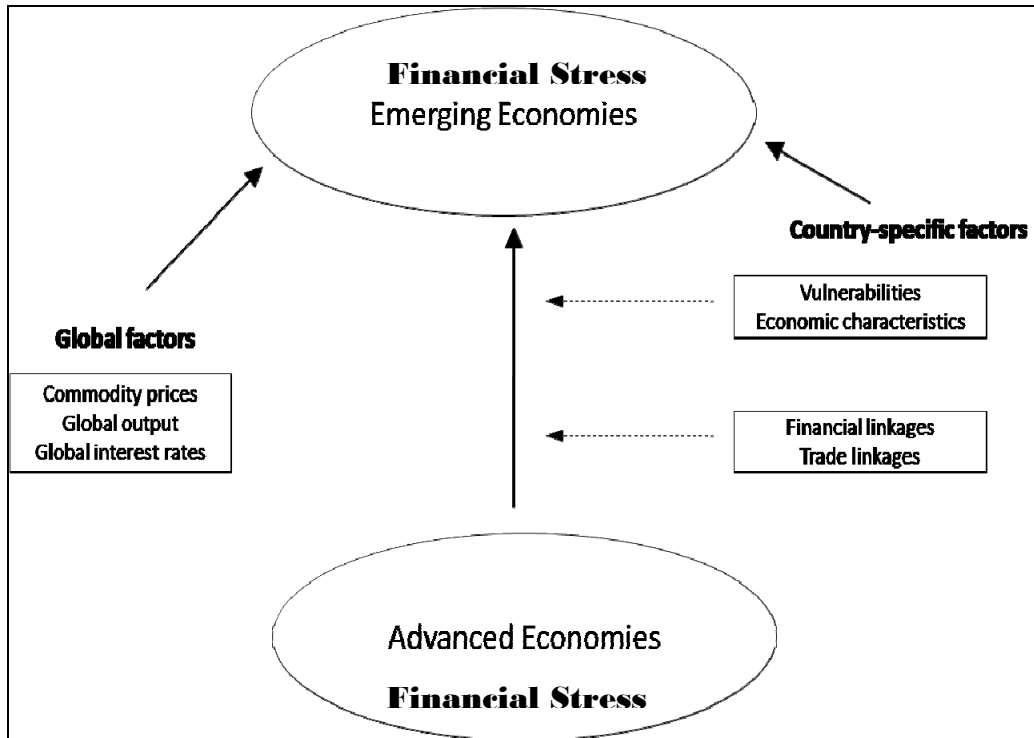 Financial Stress
Emerging Economies
Country-specific factors
Vulnerabilities
Economic characteristics
Global factors
Commodity prices
Global output
Global interest rates
Financial linkages
Trade linkages
Advanced Economies
Financial Stress